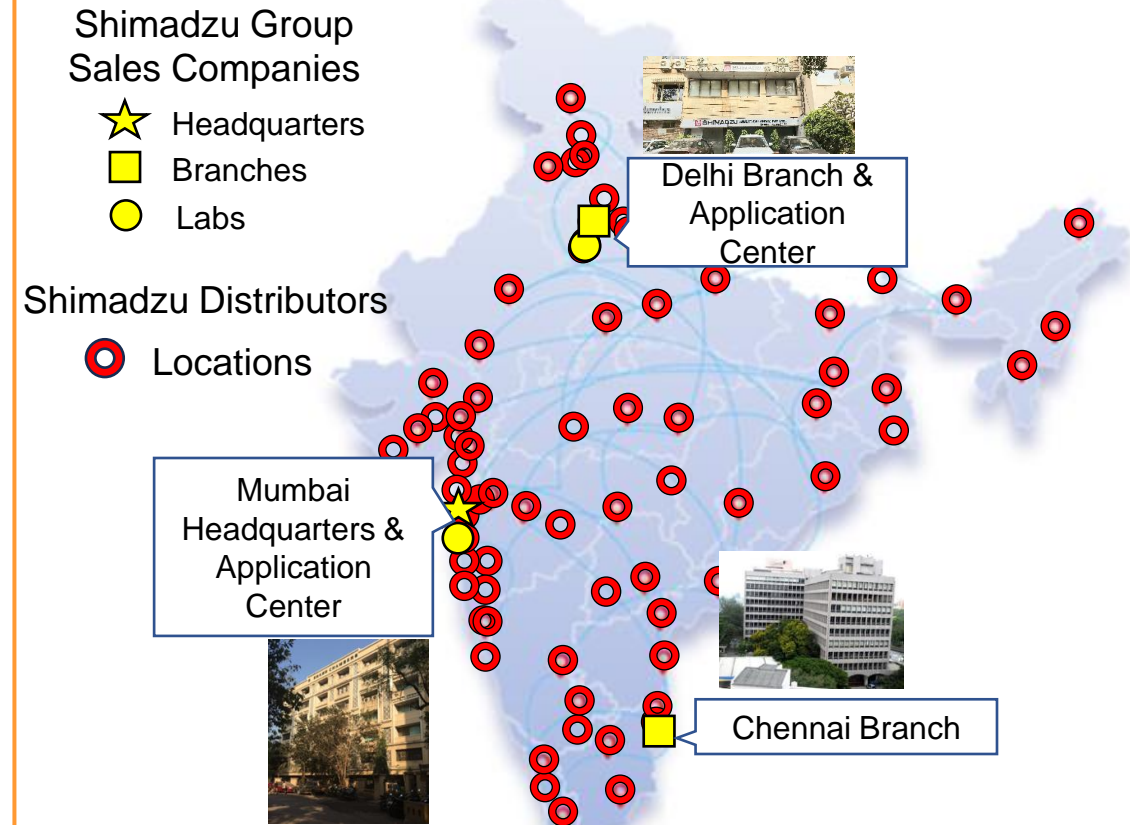 Shimadzu Group
Sales Companies
Headquarters
Branches
Labs
Shimadzu Distributors
Locations
SHIMADZU
Delhi Branch &
Application
Center
Mumbai
Headquarters &
Application
Center
Chennai Branch